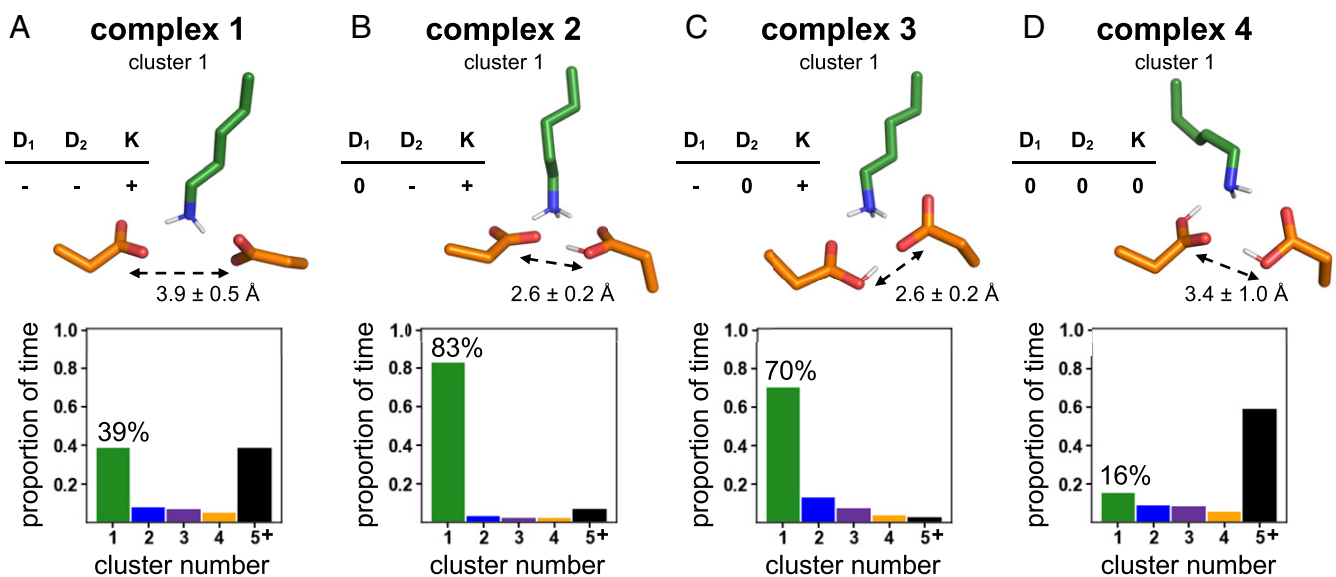 A complex 1
cluster 1
D₁ D₂ K
- - +
3.9 ± 0.5 Å
proportion of time
1.0
0.8
0.6
0.4
0.2
39%
1 2 3 4 5+
cluster number
B complex 2
cluster 1
D₁ D₂ K
0 - +
2.6 ± 0.2 Å
proportion of time
1.0
0.8
0.6
0.4
0.2
83%
1 2 3 4 5+
cluster number
C complex 3
cluster 1
D₁ D₂ K
- 0 +
2.6 ± 0.2 Å
proportion of time
1.0
0.8
0.6
0.4
0.2
70%
1 2 3 4 5+
cluster number
D complex 4
cluster 1
D₁ D₂ K
0 0 0
3.4 ± 1.0 Å
proportion of time
1.0
0.8
0.6
0.4
0.2
16%
1 2 3 4 5+
cluster number